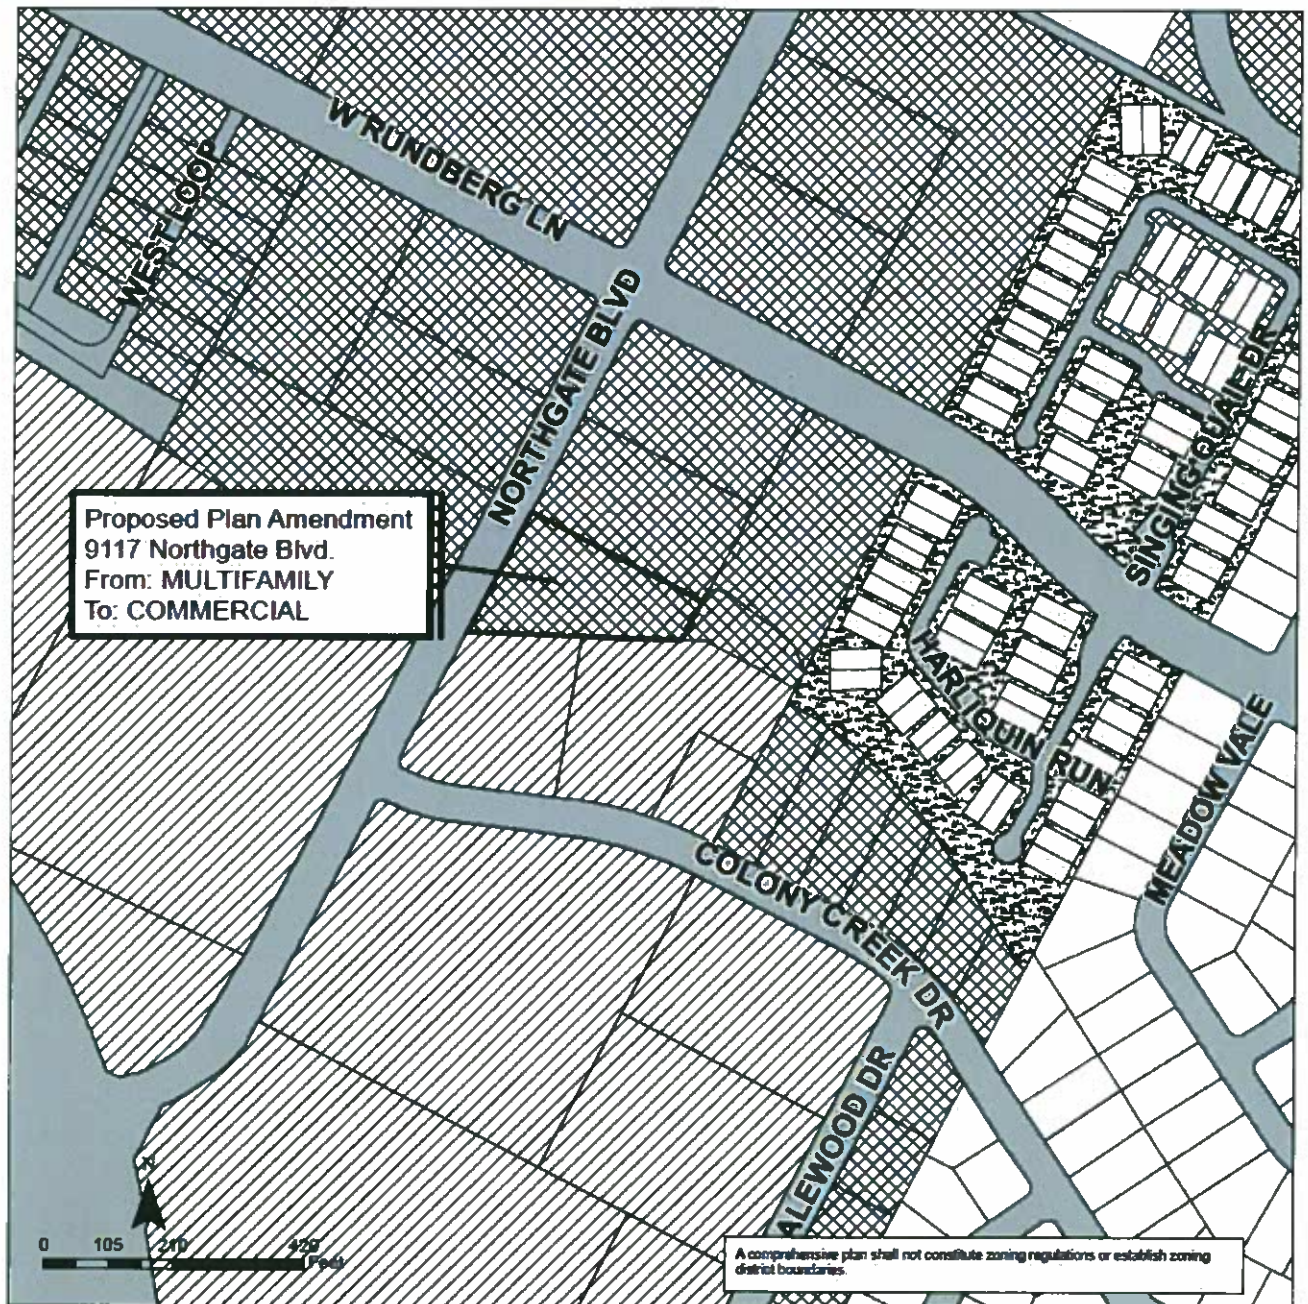 W RUNDBERG LN
WEST LOOP
NORTHGATE BLVD
SINGING QUAIL DR
Proposed Plan Amendment
9117 Northgate Blvd.
From: MULTIFAMILY
To: COMMERCIAL
HARLIQUIN RUN
MEADOW VALE
COLONY CREEK DR
ALEWOOD DR
N
0 105 210 420
Feet
A comprehensive plan shall not constitute zoning regulations or establish zoning
district boundaries.